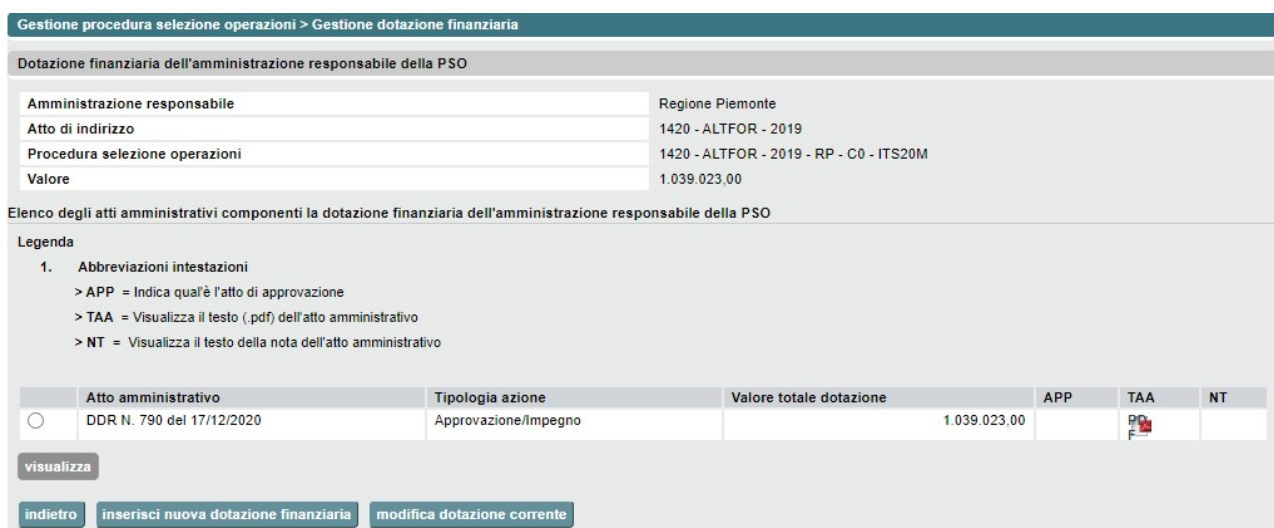 Gestione procedura selezione operazioni > Gestione dotazione finanziaria
Dotazione finanziaria dell'amministrazione responsabile della PSO
Amministrazione responsabile Regione Piemonte
Atto di indirizzo 1420 - ALTFOR - 2019
Procedura selezione operazioni 1420 - ALTFOR - 2019 - RP - C0 - ITS20M
Valore 1.039.023,00
Elenco degli atti amministrativi componenti la dotazione finanziaria dell'amministrazione responsabile della PSO
Legenda
1. Abbreviazioni intestazioni
> APP = Indica qual'è l'atto di approvazione
> TAA = Visualizza il testo (.pdf) dell'atto amministrativo
> NT = Visualizza il testo della nota dell'atto amministrativo
Atto amministrativo Tipologia azione Valore totale dotazione APP TAA NT
DDR N. 790 del 17/12/2020 Approvazione/Impegno 1.039.023,00
visualizza
indietro inserisci nuova dotazione finanziaria modifica dotazione corrente